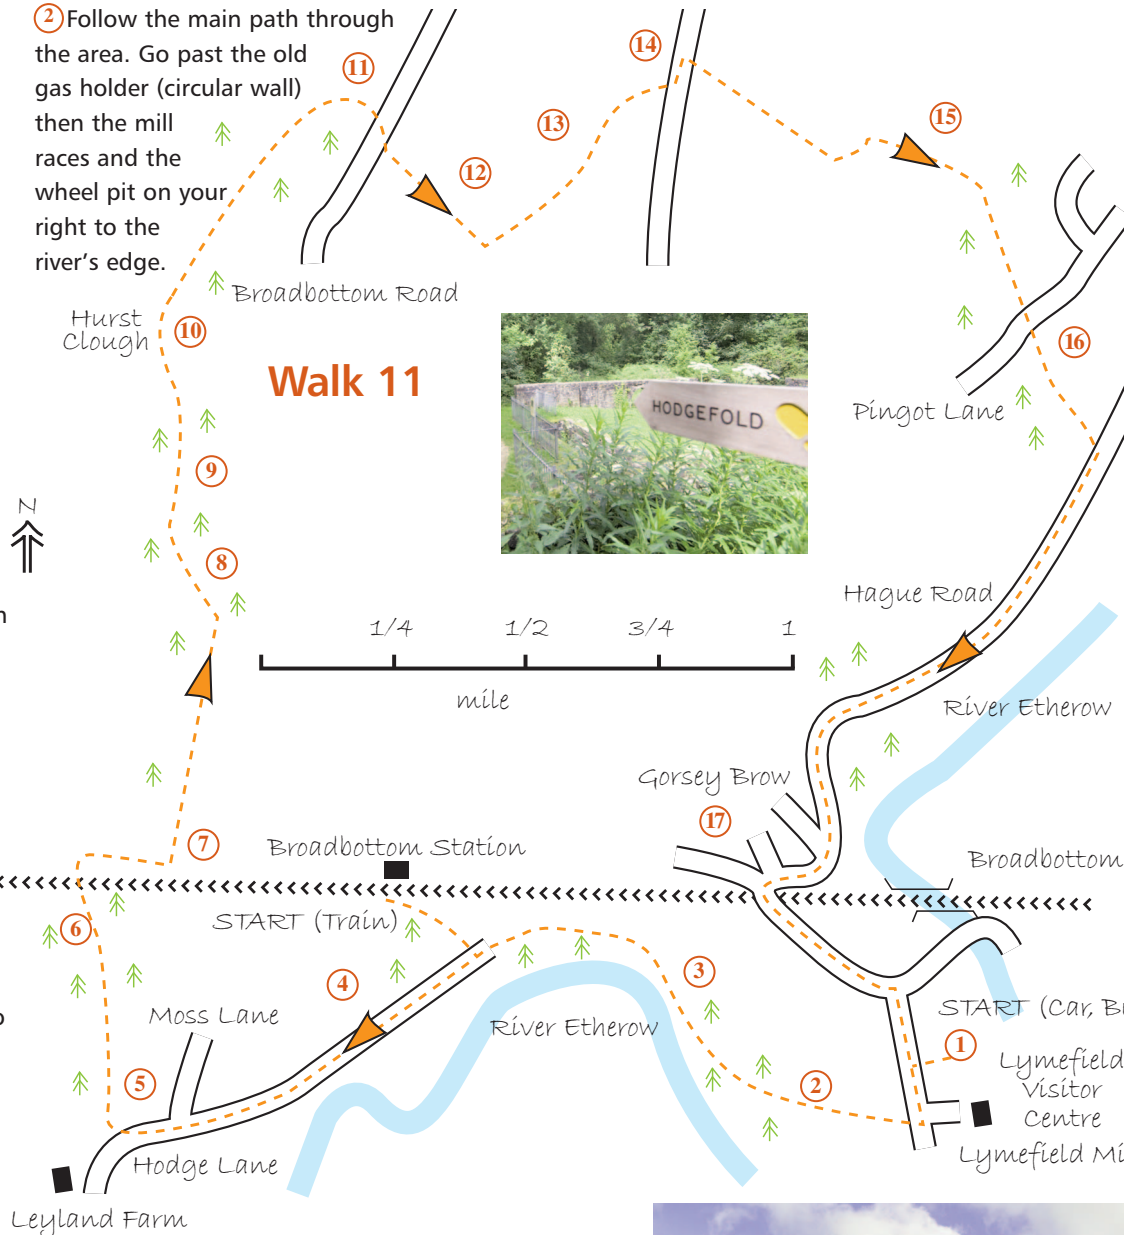 2 Follow the main path through
the area. Go past the old
gas holder (circular wall)
then the mill
races and the
wheel pit on your
right to the
river's edge.
11
14
15
13
12
Broadbottom Road
Hurst
Clough
10
Walk 11
HODGEFOLD
16
Pingot Lane
9
N
8
Hague Road
1/4 1/2 3/4 1
mile
River Etherow
Gorsey Brow
17
7
Broadbottom Station
Broadbottom
START (Train)
6
3
4
Moss Lane
River Etherow
START (Car,
1
Lymefield
Visitor
Centre
5
2
Lymefield
Hodge Lane
Leyland Farm